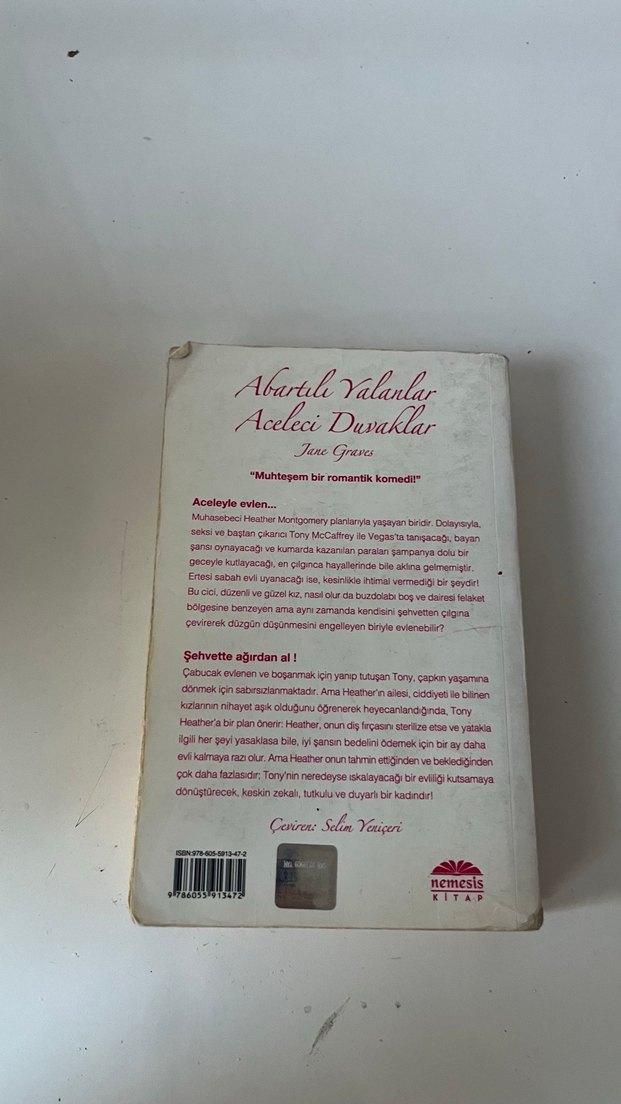 Abartılı Yalanlar
Aceleci Duvaklar
Jane Graves
"Muhteşem bir romantik komedi!"
Aceleyle evlen...
Muhasebeci Heather Montgomery planlarıyla yaşayan biridir. Dolayısıyla,
seksi ve baştan çıkarıcı Tony McCaffrey ile Vegas'ta tanışacağı, bayan
şansı oynayacağı ve kumarda kazanılan paraları şampanya dolu bir
geceyle kutlayacağı, en çılgınca hayallerinde bile aklına gelmemiştir.
Ertesi sabah evli uyanacağı ise, kesinlikle ihtimal vermediği bir şeydir!
Bu cici, düzenli ve güzel kız, nasıl olur da buzdolabı boş ve dairesi felaket
bölgesine benzeyen ama aynı zamanda kendisini şehvetten çılgına
çevirerek düzgün düşünmesini engelleyen biriyle evlenebilir?
Şehvette ağırdan al !
Çabucak evlenen ve boşanmak için yanıp tutuşan Tony, çapkın yaşamına
dönmek için sabırsızlanmaktadır. Ama Heather'ın ailesi, ciddiyeti ile bilinen
kızlarının nihayet aşık olduğunu öğrenerek heyecanlandığında, Tony
Heather'a bir plan önerir: Heather, onun diş fırçasını sterilize etse ve yatakla
ilgili her şeyi yasaklasa bile, iyi şansın bedelini ödemek için bir ay daha
evli kalmaya razı olur. Ama Heather onun tahmin ettiğinden ve beklediğinden
çok daha fazlasıdır; Tony'nin neredeyse ıskalayacağı bir evliliği kutsamaya
dönüştürecek, keskin zekalı, tutkulu ve duyarlı bir kadındır!
Çeviren: Selim Yeniçeri
ISBN:978-605-5913-47-2
9 786055 913472
nemesis
KİTAP